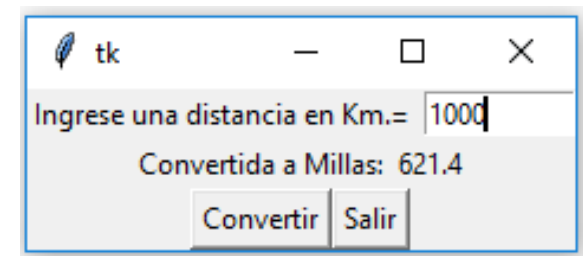 tk
Ingrese una distancia en Km.= 1000
Convertida a Millas: 621.4
Convertir Salir